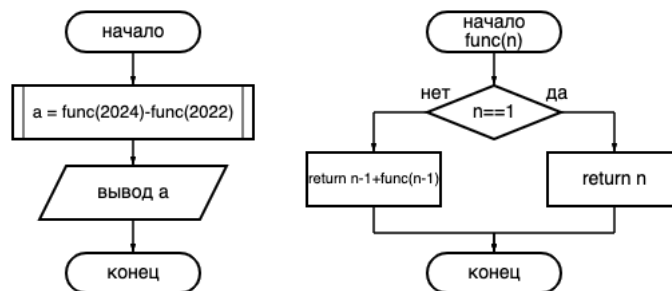 начало
a = func(2024)-func(2022)
вывод a
конец
начало
func(n)
нет
да
n==1
return n-1+func(n-1)
return n
конец